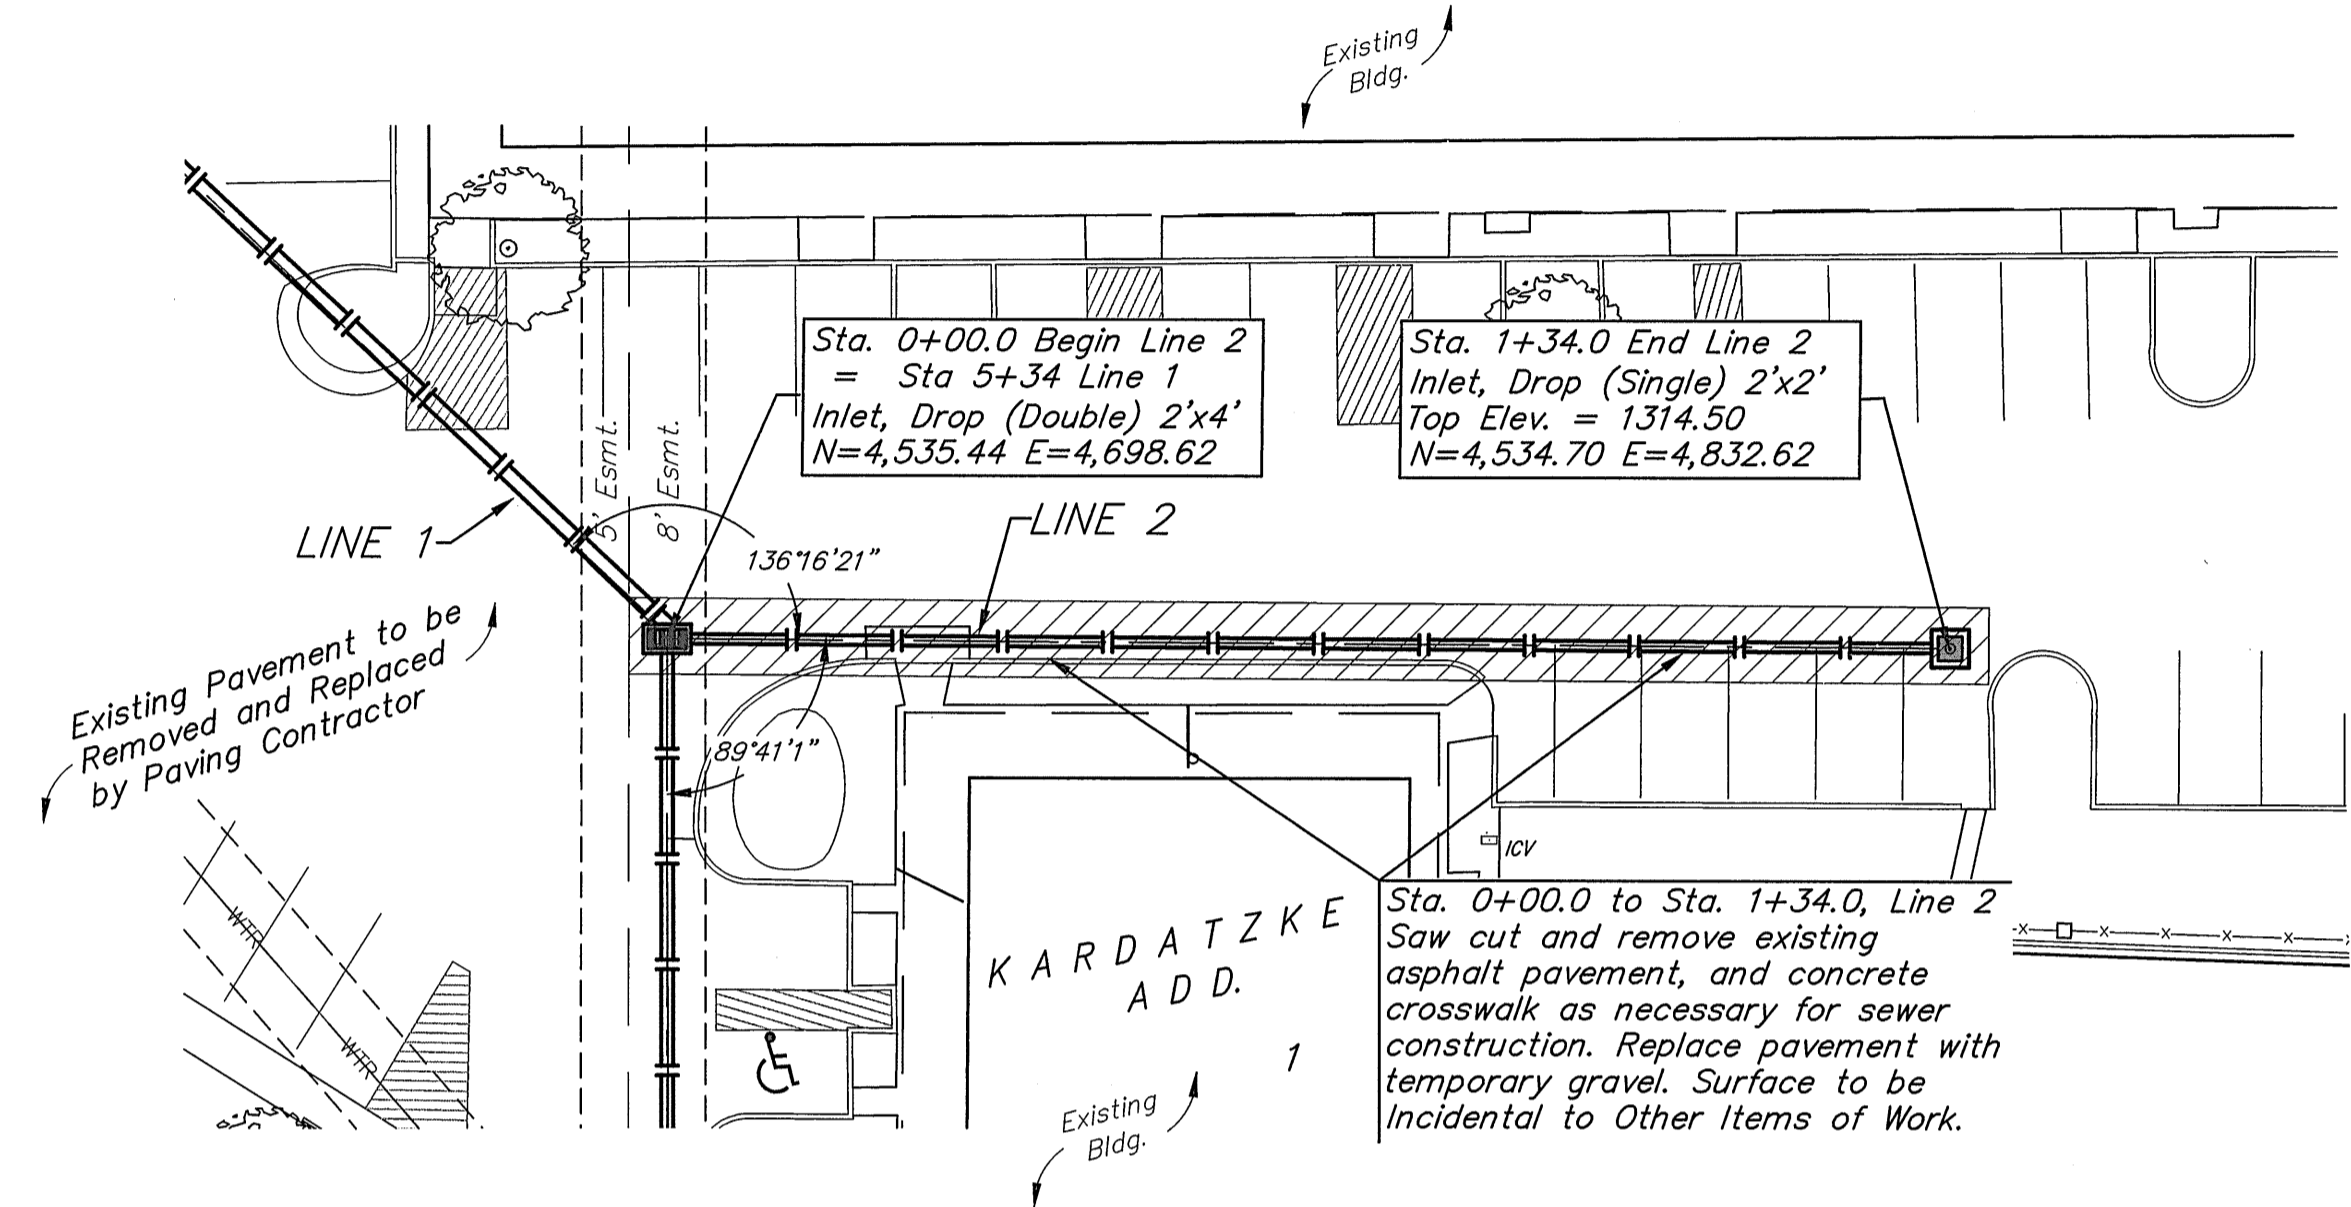 Existing
Bldg.
Sta. 0+00.0 Begin Line 2
= Sta 5+34 Line 1
Inlet, Drop (Double) 2'x4'
N=4,535.44 E=4,698.62
Sta. 1+34.0 End Line 2
Inlet, Drop (Single) 2'x2'
Top Elev. = 1314.50
N=4,534.70 E=4,832.62
5' Esmt.
8' Esmt.
LINE 1
LINE 2
136°16'21"
Existing Pavement to be
Removed and Replaced
by Paving Contractor
89°41'1"
ICV
WTR
WTR
KARDATZKE
ADD.
1
Existing
Bldg.
Sta. 0+00.0 to Sta. 1+34.0, Line 2
Saw cut and remove existing
asphalt pavement, and concrete
crosswalk as necessary for sewer
construction. Replace pavement with
temporary gravel. Surface to be
Incidental to Other Items of Work.
x x x x x